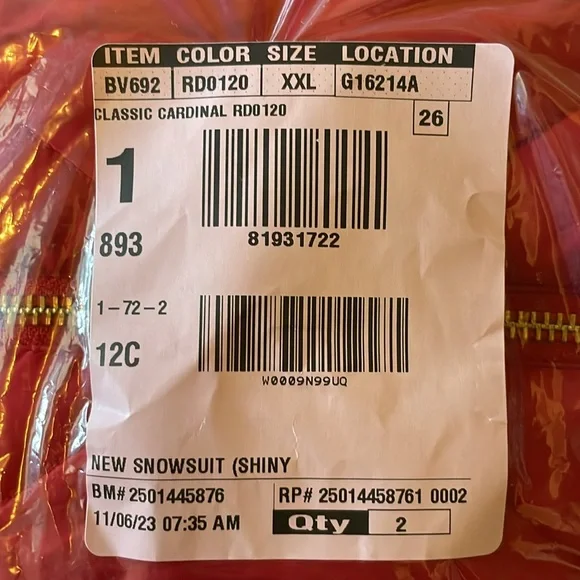 ITEM COLOR SIZE LOCATION
BV692 RD0120 XXL G16214A
CLASSIC CARDINAL RD0120
26
1
893
81931722
1-72-2
12C
W0009N99UQ
NEW SNOWSUIT (SHINY
BM# 2501445876 RP# 25014458761 0002
11/06/23 07:35 AM Qty 2